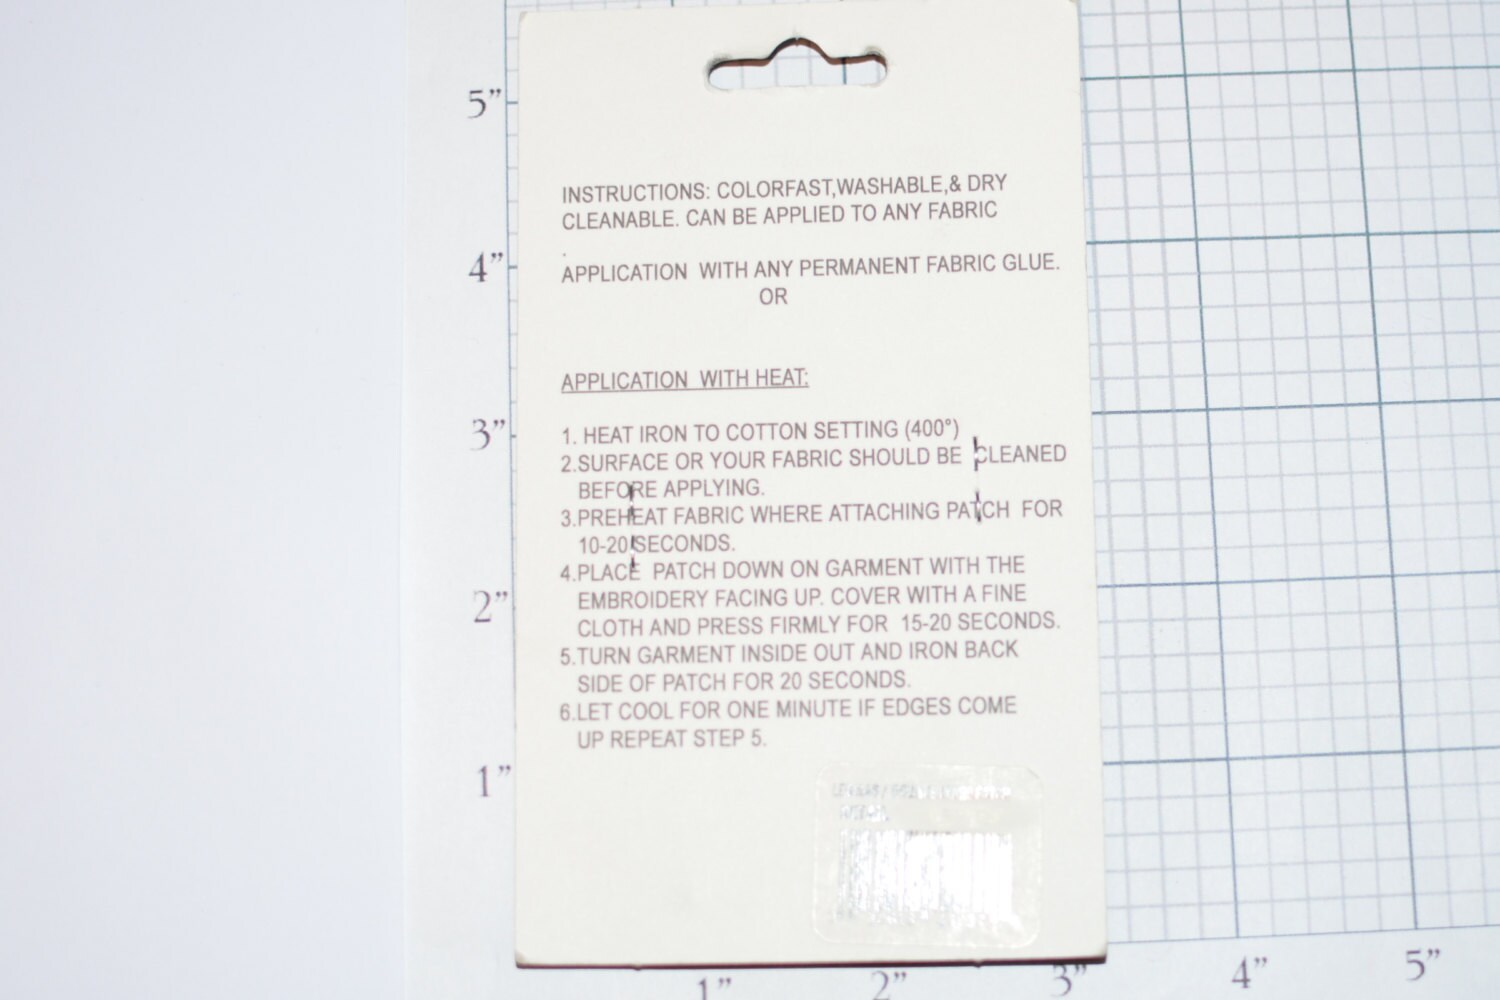 5”
INSTRUCTIONS: COLORFAST,WASHABLE,& DRY
CLEANABLE. CAN BE APPLIED TO ANY FABRIC
.
4”
APPLICATION WITH ANY PERMANENT FABRIC GLUE.
OR
APPLICATION WITH HEAT:
3”
1. HEAT IRON TO COTTON SETTING (400°)
2.SURFACE OR YOUR FABRIC SHOULD BE CLEANED
BEFORE APPLYING.
3.PREHEAT FABRIC WHERE ATTACHING PATCH FOR
10-20 SECONDS.
4.PLACE PATCH DOWN ON GARMENT WITH THE
2”
EMBROIDERY FACING UP. COVER WITH A FINE
CLOTH AND PRESS FIRMLY FOR 15-20 SECONDS.
5.TURN GARMENT INSIDE OUT AND IRON BACK
SIDE OF PATCH FOR 20 SECONDS.
6.LET COOL FOR ONE MINUTE IF EDGES COME
UP REPEAT STEP 5.
1”
1” 2” 3” 4” 5”